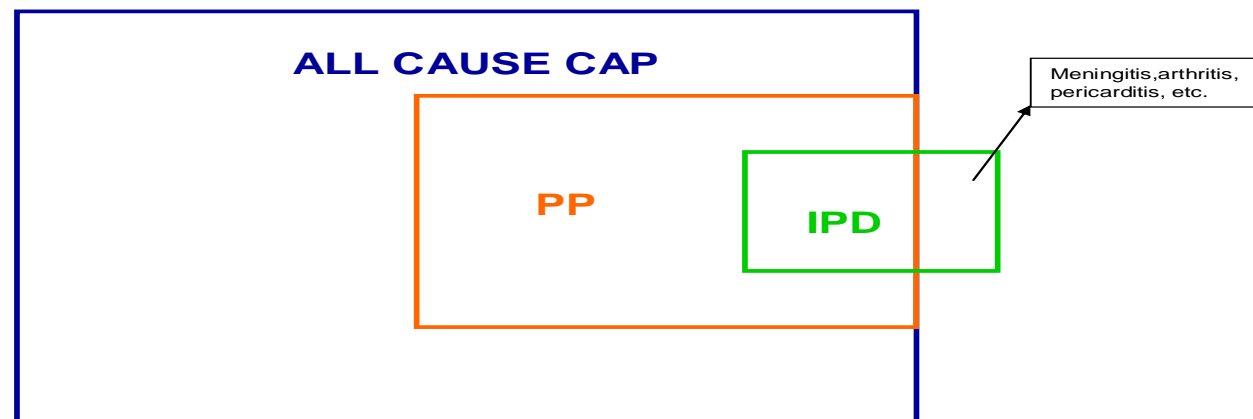 ALL CAUSE CAP
Meningitis,arthritis,
pericarditis, etc.
PP
IPD